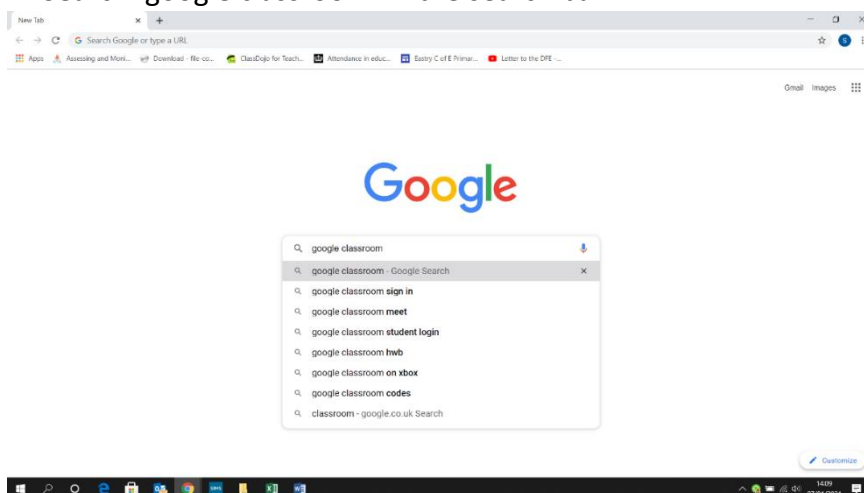 New Tab
Search Google or type a URL
Apps Assessing and Moni... Download - file-co... ClassDojo for Teach... Attendance in educ... Eastry C of E Primar... Letter to the DFE -...
Gmail Images
Google
google classroom
google classroom - Google Search
google classroom sign in
google classroom meet
google classroom student login
google classroom hwb
google classroom on xbox
google classroom codes
classroom - google.co.uk Search
Customize
14:09